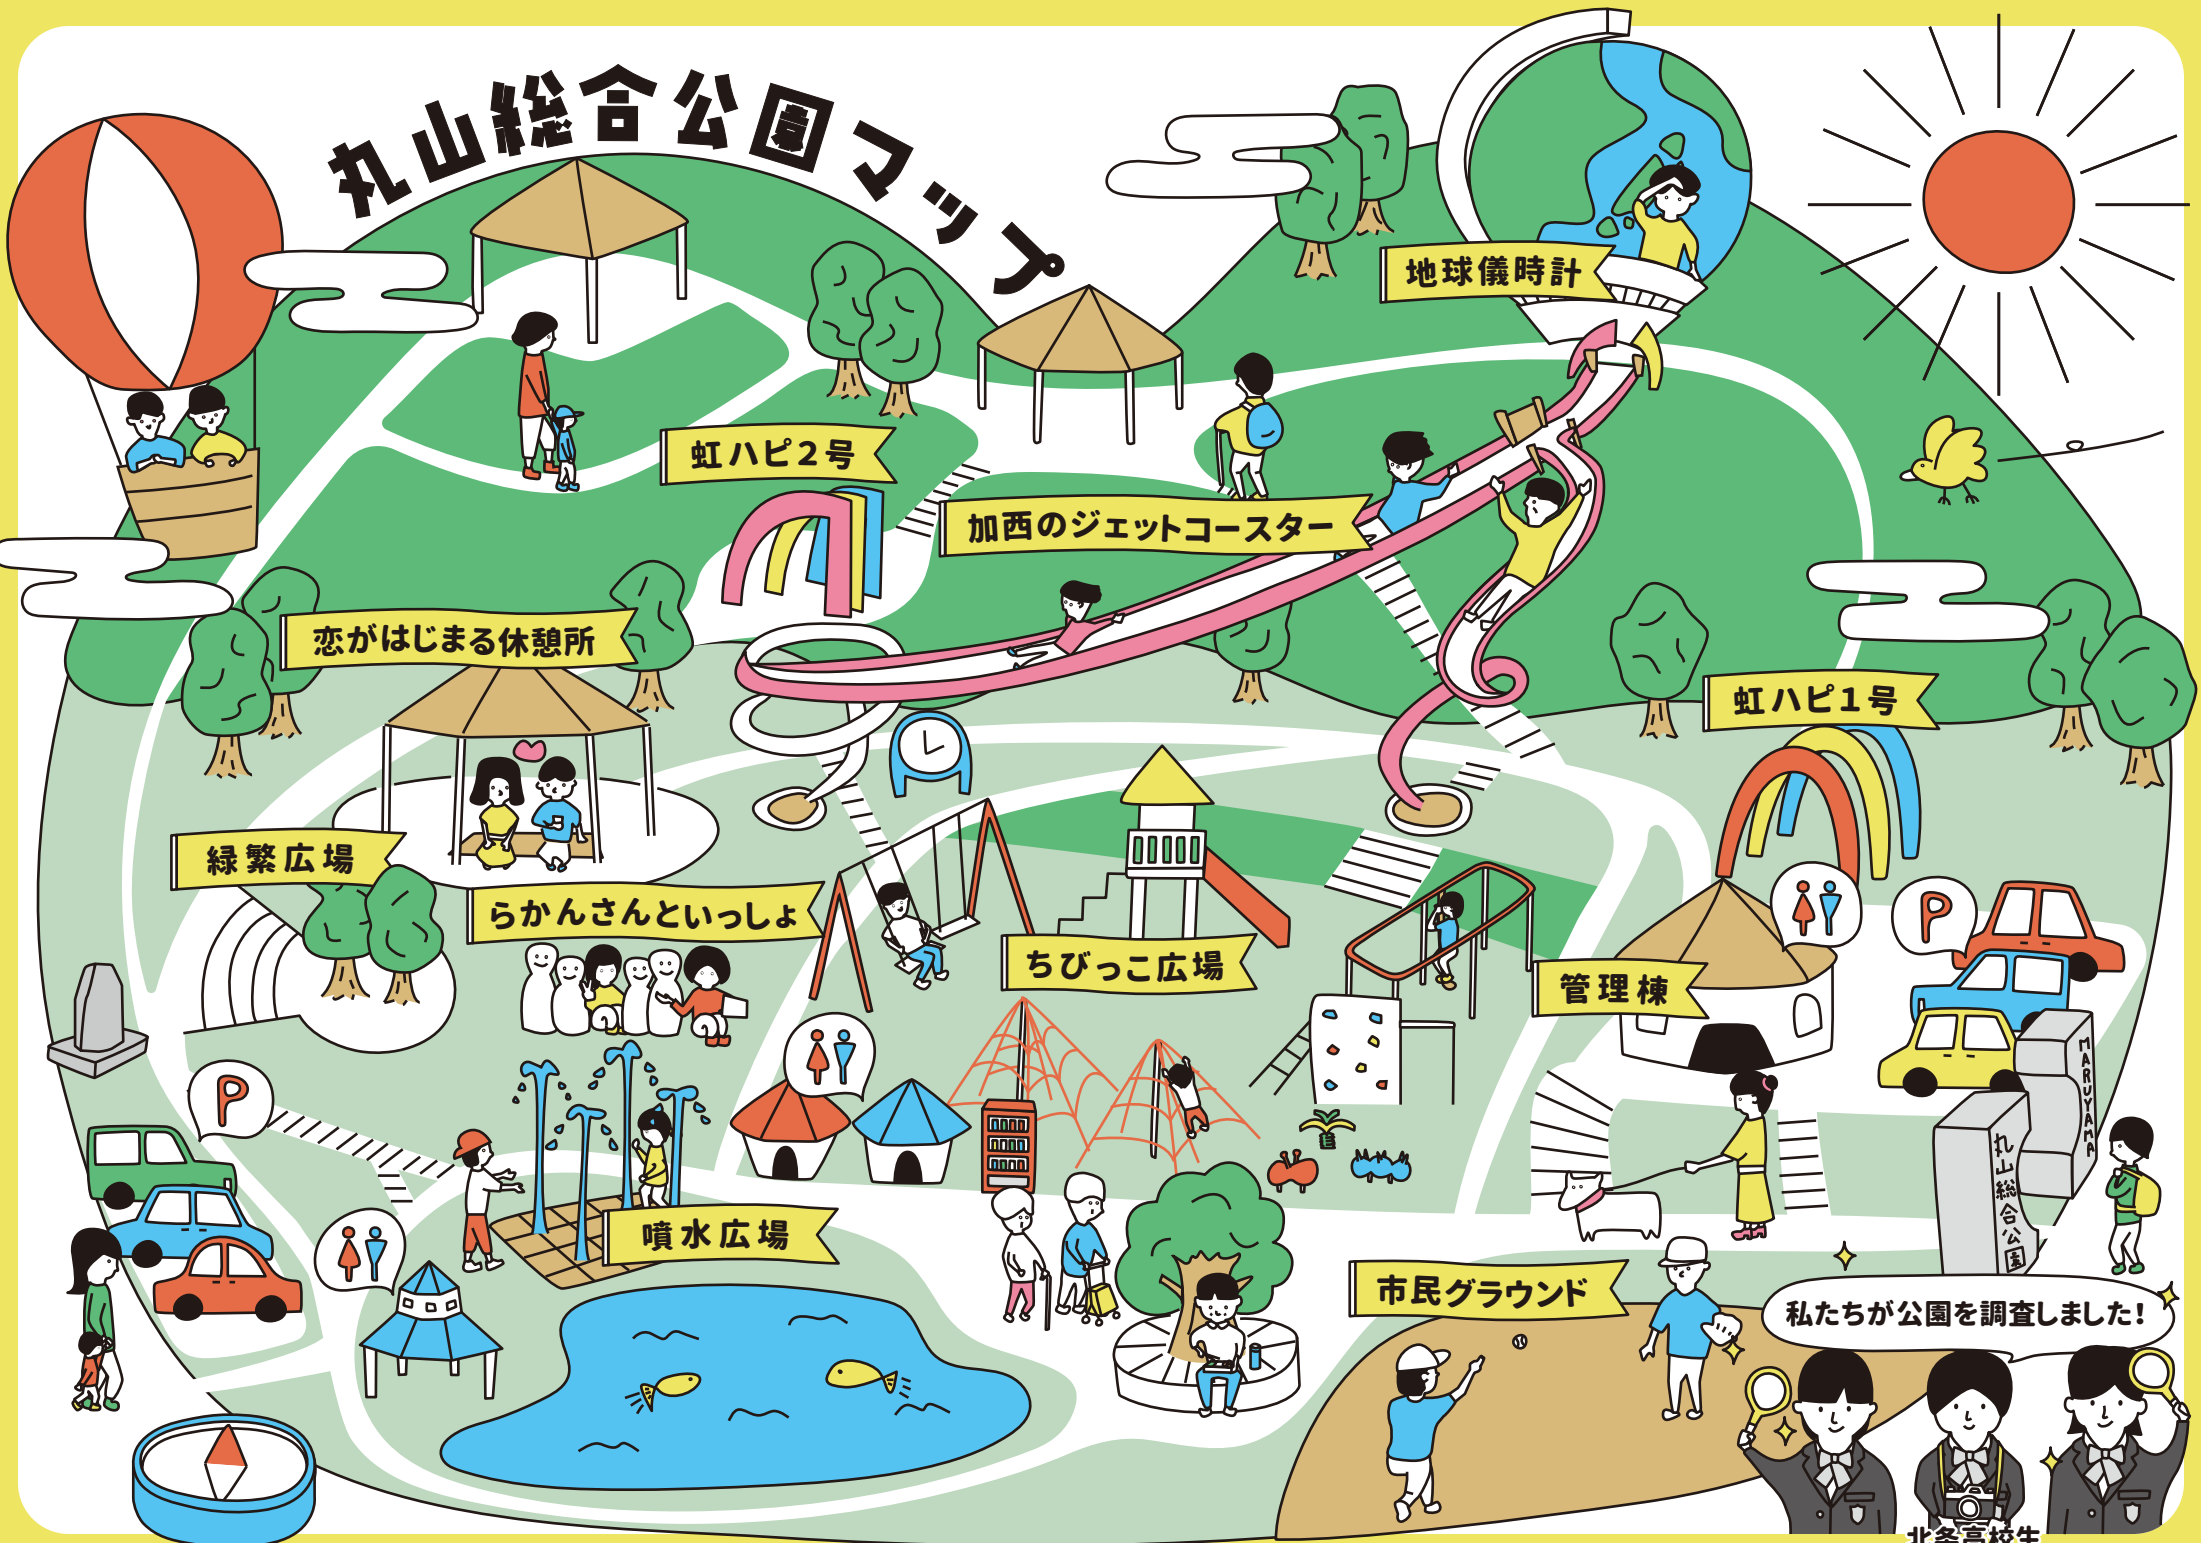 丸山総合公園マップ
地球儀時計
虹ハピ2号
加西のジェットコースター
恋がはじまる休憩所
虹ハピ1号
緑繁広場
らかんさんといっしょ
ちびっこ広場
管理棟
P
P
MARUYAMA
丸山総合公園
噴水広場
市民グラウンド
私たちが公園を調査しました!
北条高校生